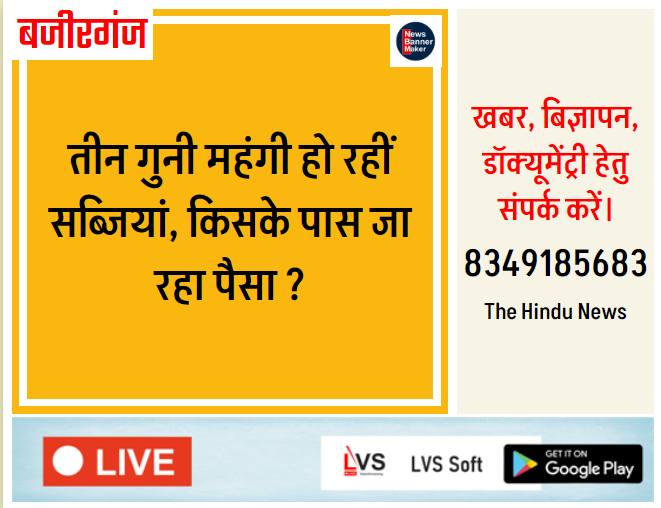 बजीरगंज
News
Banner
Maker
तीन गुनी महंगी हो रहीं
सब्जियां, किसके पास जा
रहा पैसा ?
खबर, बिज्ञापन,
डॉक्यूमेंट्री हेतु
संपर्क करें।
8349185683
The Hindu News
LIVE
LVS
LVS Soft
GET IT ON
Google Play